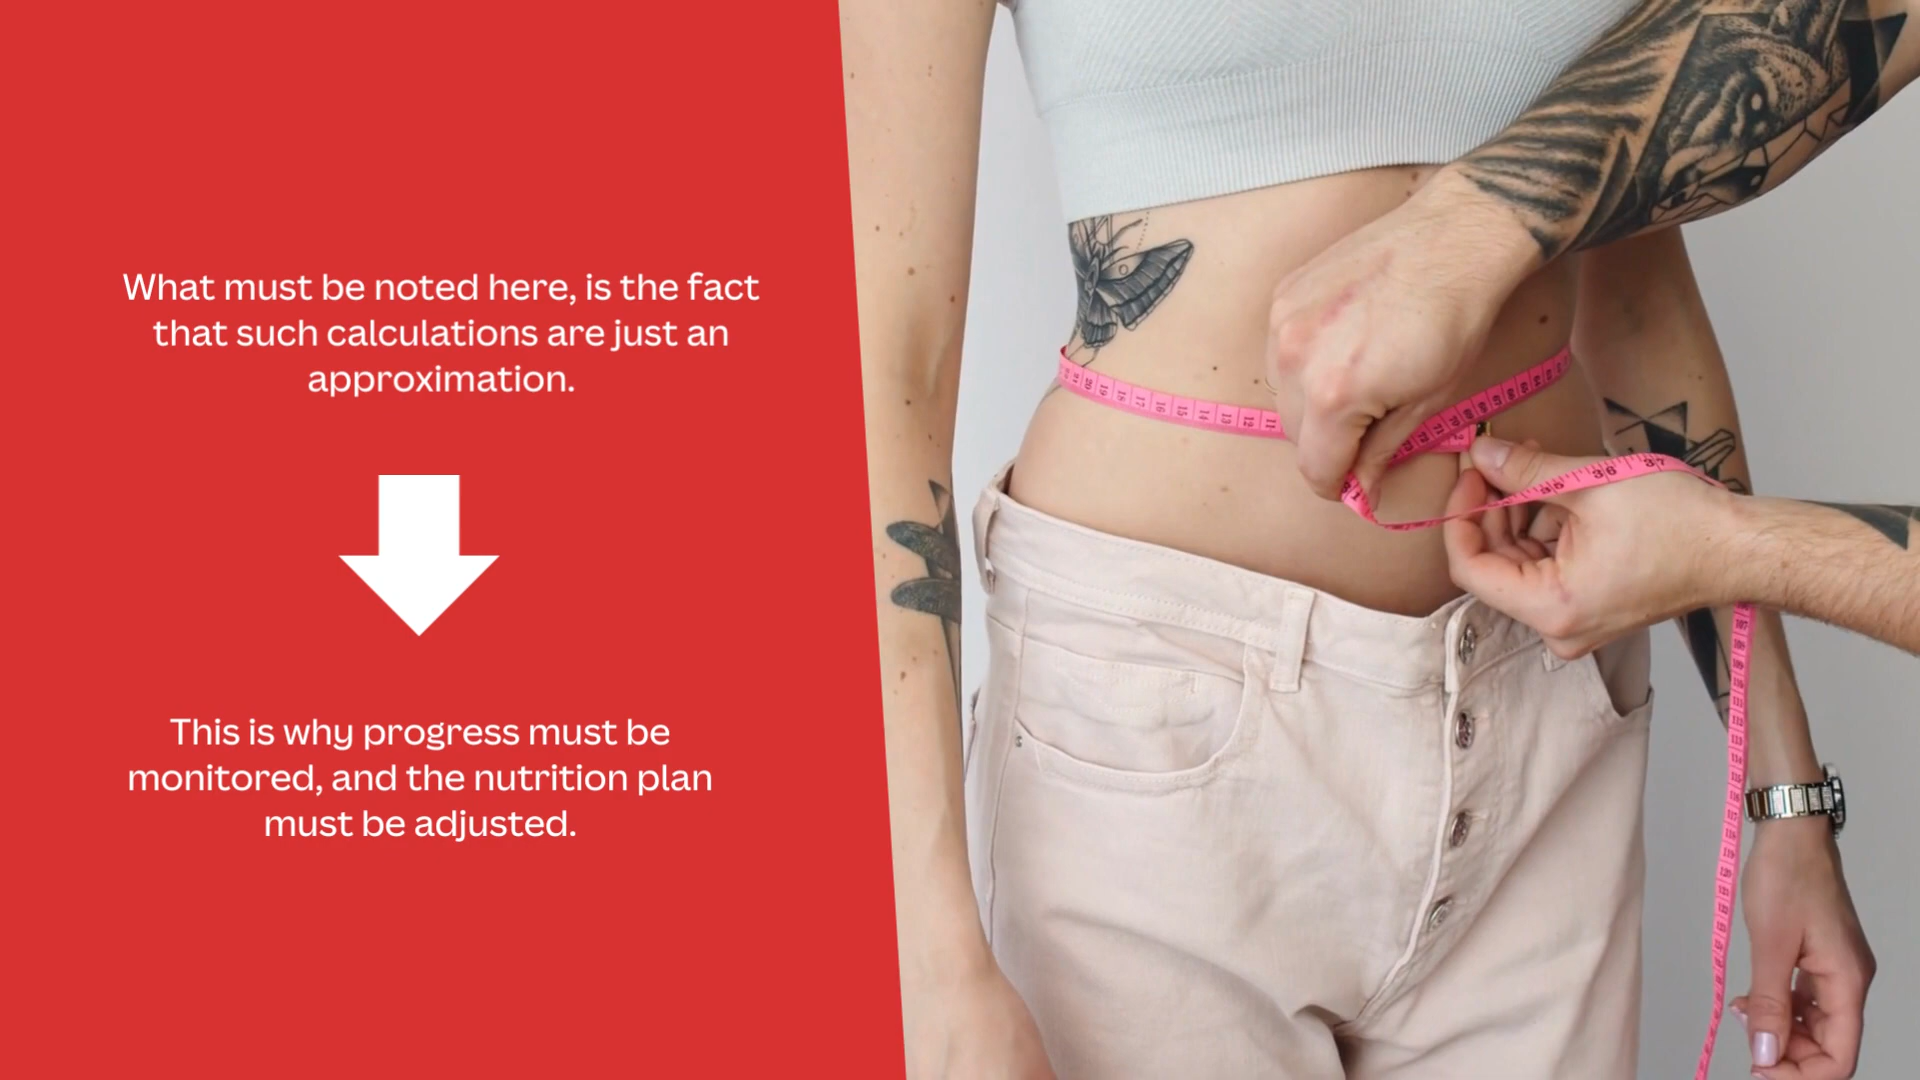 What must be noted here, is the fact
that such calculations are just an
approximation.
This is why progress must be
monitored, and the nutrition plan
must be adjusted.